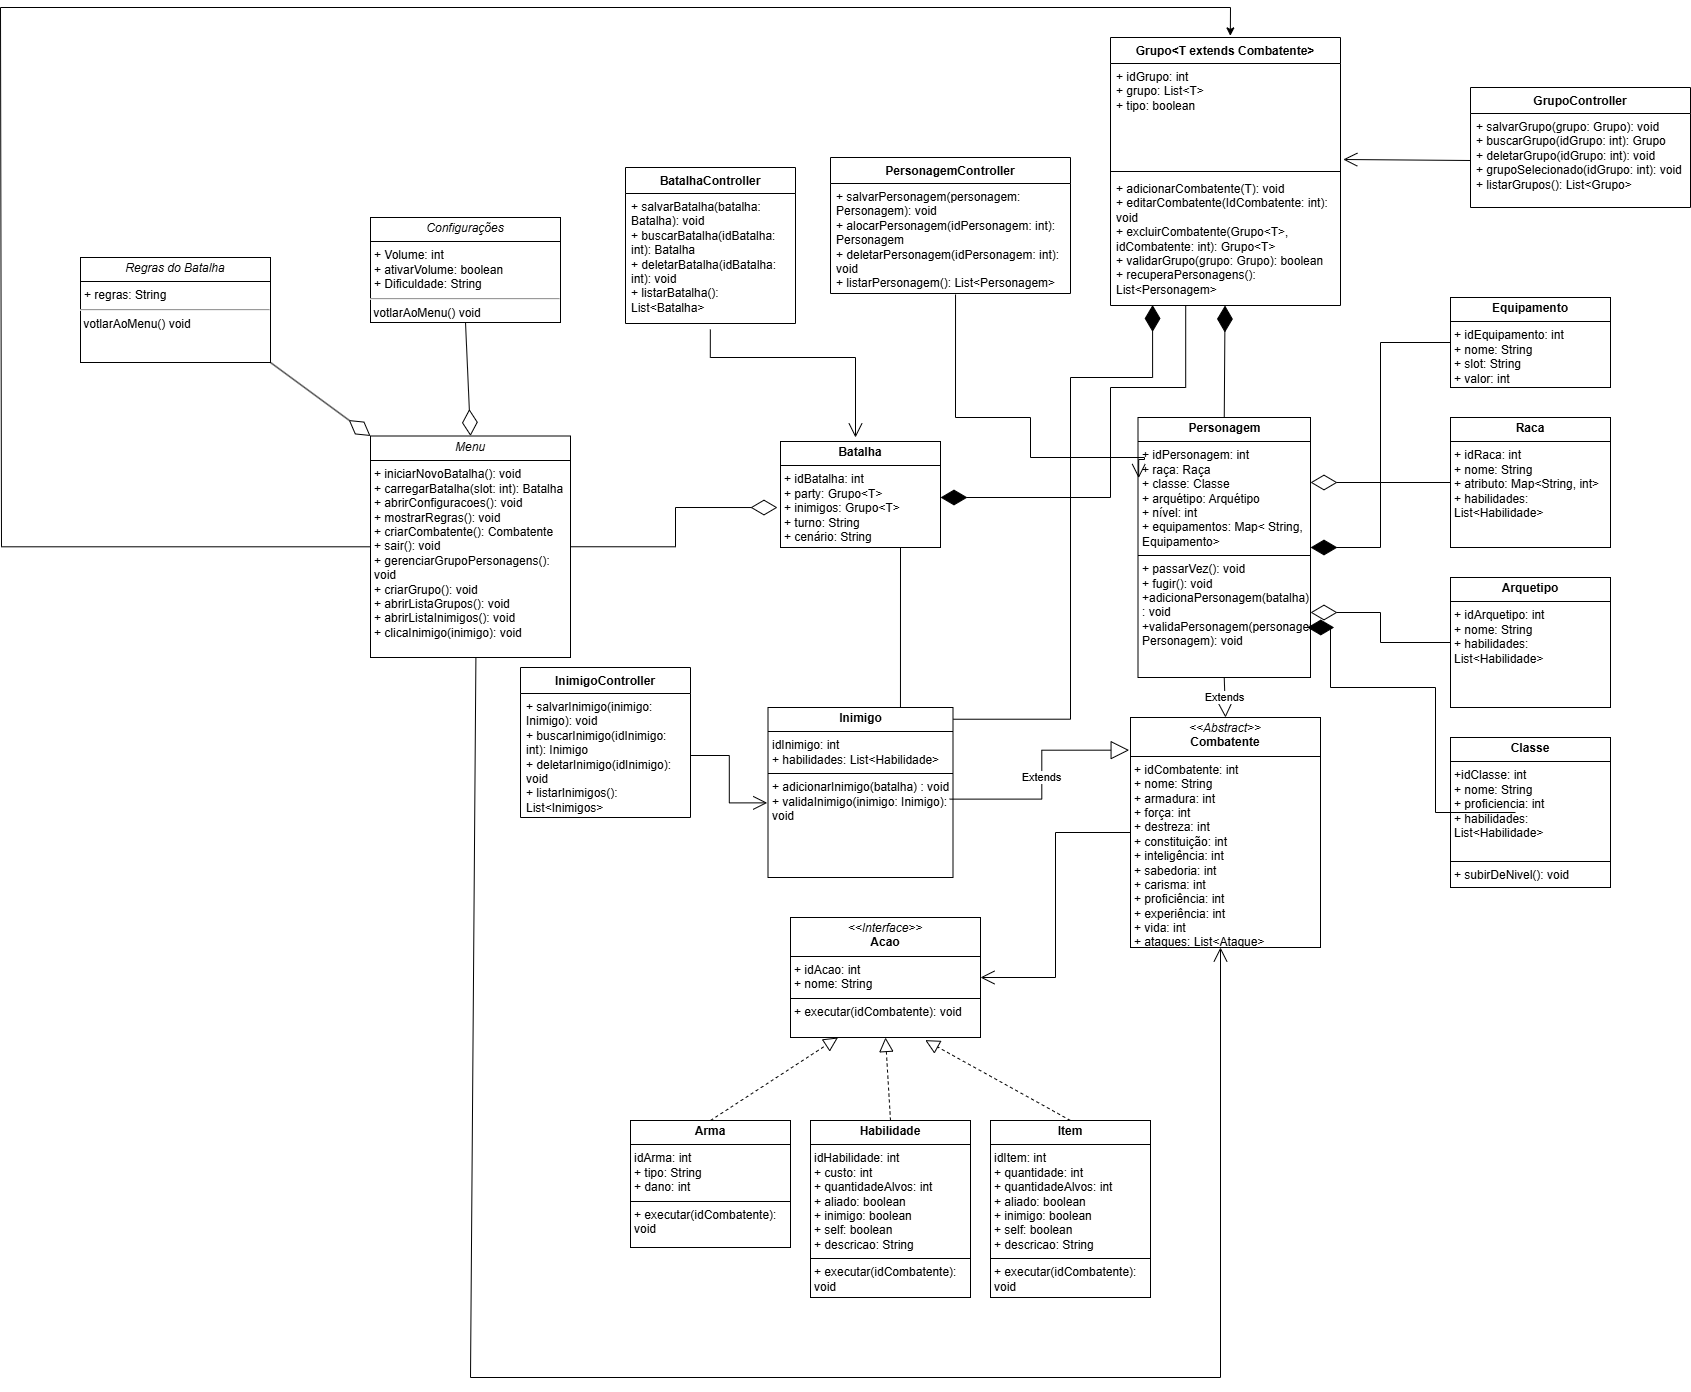 Grupo<T extends Combatente>
+ idGrupo: int
+ grupo: List<T>
+ tipo: boolean
+ adicionarCombatente(T): void
+ editarCombatente(IdCombatente: int):
void
+ excluirCombatente(Grupo<T>,
idCombatente: int): Grupo<T>
+ validarGrupo(grupo: Grupo): boolean
+ recuperaPersonagens():
List<Personagem>
GrupoController
+ salvarGrupo(grupo: Grupo): void
+ buscarGrupo(idGrupo: int): Grupo
+ deletarGrupo(idGrupo: int): void
+ grupoSelecionado(idGrupo: int): void
+ listarGrupos(): List<Grupo>
PersonagemController
+ salvarPersonagem(personagem:
Personagem): void
+ alocarPersonagem(idPersonagem: int):
Personagem
+ deletarPersonagem(idPersonagem: int):
void
+ listarPersonagem(): List<Personagem>
BatalhaController
+ salvarBatalha(batalha:
Batalha): void
+ buscarBatalha(idBatalha:
int): Batalha
+ deletarBatalha(idBatalha:
int): void
+ listarBatalha():
List<Batalha>
Configurações
+ Volume: int
+ ativarVolume: boolean
+ Dificuldade: String
votlarAoMenu() void
Regras do Batalha
+ regras: String
votlarAoMenu() void
Equipamento
+ idEquipamento: int
+ nome: String
+ slot: String
+ valor: int
Menu
+ iniciarNovoBatalha(): void
+ carregarBatalha(slot: int): Batalha
+ abrirConfiguracoes(): void
+ mostrarRegras(): void
+ criarCombatente(): Combatente
+ sair(): void
+ gerenciarGrupoPersonagens():
void
+ criarGrupo(): void
+ abrirListaGrupos(): void
+ abrirListaInimigos(): void
+ clicaInimigo(inimigo): void
Batalha
+ idBatalha: int
+ party: Grupo<T>
+ inimigos: Grupo<T>
+ turno: String
+ cenário: String
Personagem
+ idPersonagem: int
+ raça: Raça
+ classe: Classe
+ arquétipo: Arquétipo
+ nível: int
+ equipamentos: Map< String,
Equipamento>
+ passarVez(): void
+ fugir(): void
+adicionaPersonagem(batalha)
: void
+validaPersonagem(personage
Personagem): void
Raca
+ idRaca: int
+ nome: String
+ atributo: Map<String, int>
+ habilidades:
List<Habilidade>
Arquetipo
+ idArquetipo: int
+ nome: String
+ habilidades:
List<Habilidade>
Classe
+idClasse: int
+ nome: String
+ proficiencia: int
+ habilidades:
List<Habilidade>
+ subirDeNivel(): void
InimigoController
+ salvarInimigo(inimigo:
Inimigo): void
+ buscarInimigo(idInimigo:
int): Inimigo
+ deletarInimigo(idInimigo):
void
+ listarInimigos():
List<Inimigos>
Inimigo
idInimigo: int
+ habilidades: List<Habilidade>
+ adicionarInimigo(batalha) : void
+ validaInimigo(inimigo: Inimigo):
void
Extends
Extends
<<Abstract>>
Combatente
+ idCombatente: int
+ nome: String
+ armadura: int
+ força: int
+ destreza: int
+ constituição: int
+ inteligência: int
+ sabedoria: int
+ carisma: int
+ proficiência: int
+ experiência: int
+ vida: int
+ ataques: List<Ataque>
<<Interface>>
Acao
+ idAcao: int
+ nome: String
+ executar(idCombatente): void
Arma
idArma: int
+ tipo: String
+ dano: int
+ executar(idCombatente):
void
Habilidade
idHabilidade: int
+ custo: int
+ quantidadeAlvos: int
+ aliado: boolean
+ inimigo: boolean
+ self: boolean
+ descricao: String
+ executar(idCombatente):
void
Item
idItem: int
+ quantidade: int
+ quantidadeAlvos: int
+ aliado: boolean
+ inimigo: boolean
+ self: boolean
+ descricao: String
+ executar(idCombatente):
void